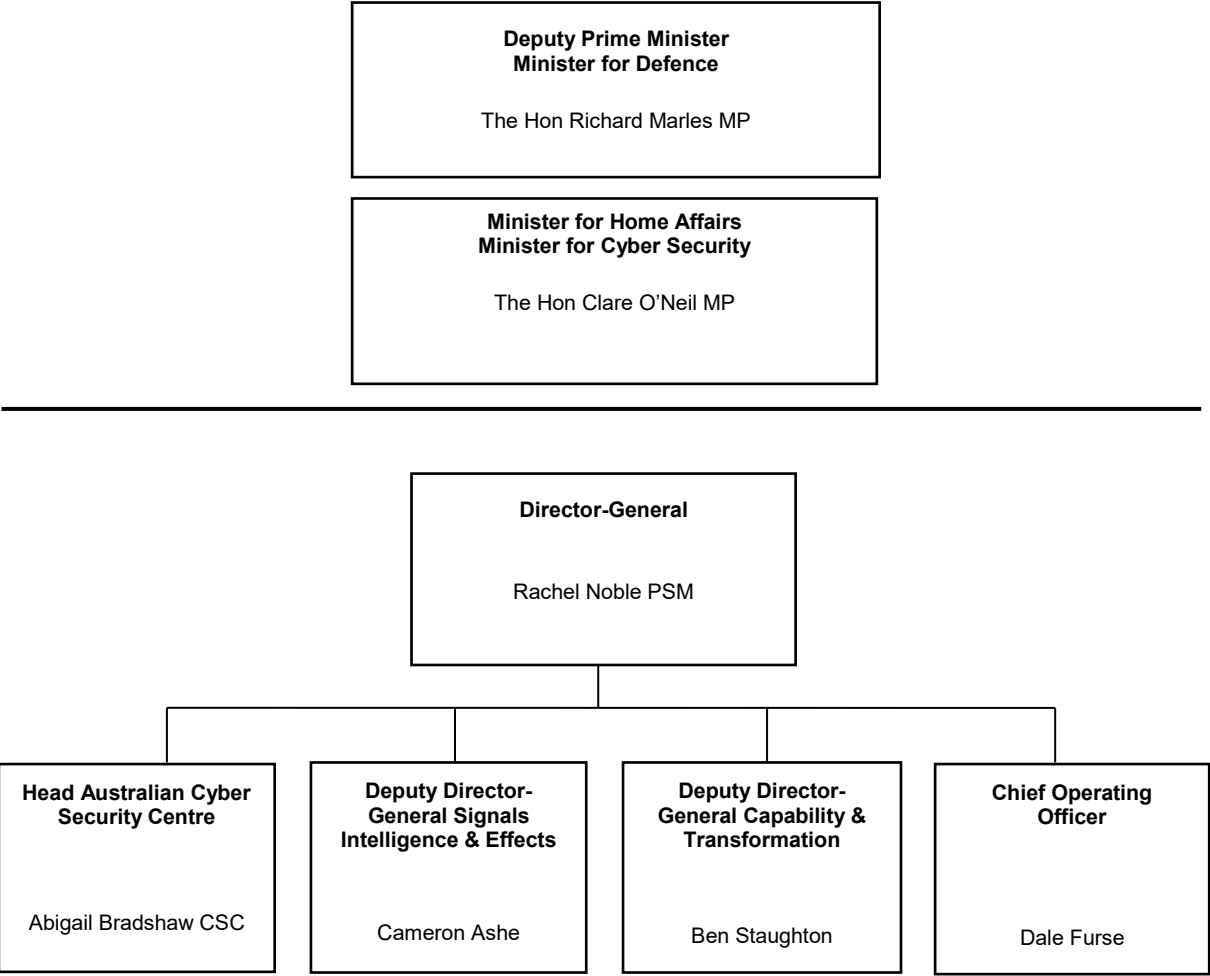 Deputy Prime Minister
Minister for Defence
The Hon Richard Marles MP
Minister for Home Affairs
Minister for Cyber Security
The Hon Clare O’Neil MP
Director-General
Rachel Noble PSM
Head Australian Cyber
Security Centre
Abigail Bradshaw CSC
Deputy Director-
General Signals
Intelligence & Effects
Cameron Ashe
Deputy Director-
General Capability &
Transformation
Ben Staughton
Chief Operating
Officer
Dale Furse